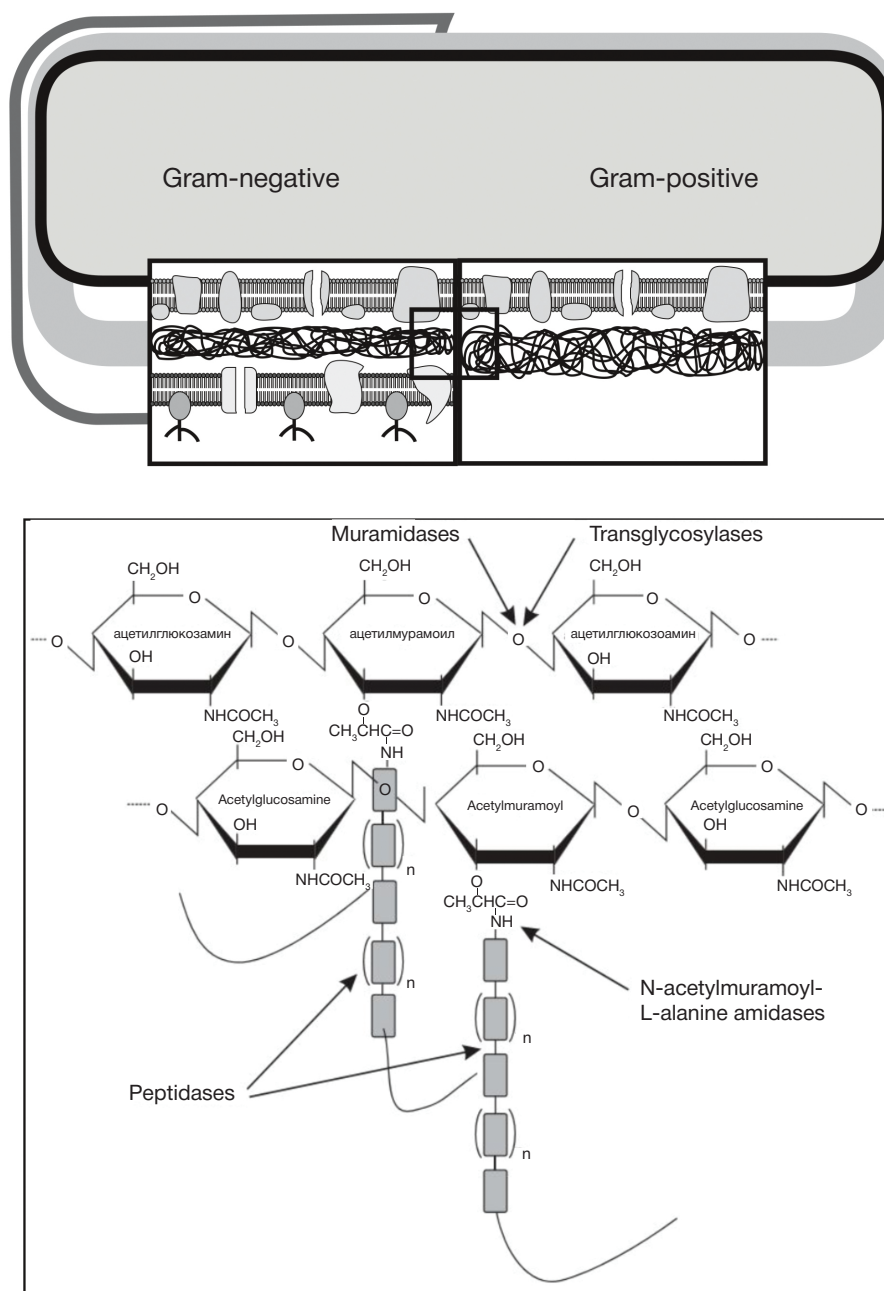 Gram-negative
Gram-positive
Muramidases
Transglycosylases
CH2OH
CH2OH
CH2OH
O
O
O
ацетилглюкозамин
ацетилмурамоил
ацетилглюкозоамин
O
O
O
O
OH
OH
NHCOCH3
O
NHCOCH3
NHCOCH3
CH3CHC=O
NH
CH2OH
CH2OH
CH2OH
O
O
O
O
Acetylglucosamine
Acetylmuramoyl
Acetylglucosamine
O
O
O
OH
OH
NHCOCH3
n
O
NHCOCH3
NHCOCH3
CH3CHC=O
NH
n
N-acetylmuramoyl-
L-alanine amidases
n
Peptidases
n